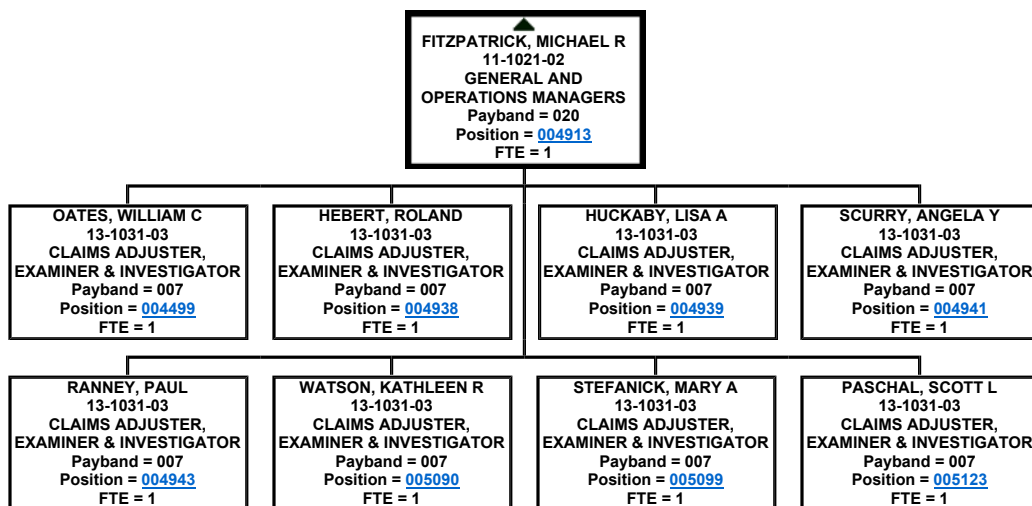 FITZPATRICK, MICHAEL R
11-1021-02
GENERAL AND
OPERATIONS MANAGERS
Payband = 020
Position = 004913
FTE = 1
OATES, WILLIAM C
13-1031-03
CLAIMS ADJUSTER,
EXAMINER & INVESTIGATOR
Payband = 007
Position = 004499
FTE = 1
HEBERT, ROLAND
13-1031-03
CLAIMS ADJUSTER,
EXAMINER & INVESTIGATOR
Payband = 007
Position = 004938
FTE = 1
HUCKABY, LISA A
13-1031-03
CLAIMS ADJUSTER,
EXAMINER & INVESTIGATOR
Payband = 007
Position = 004939
FTE = 1
SCURRY, ANGELA Y
13-1031-03
CLAIMS ADJUSTER,
EXAMINER & INVESTIGATOR
Payband = 007
Position = 004941
FTE = 1
RANNEY, PAUL
13-1031-03
CLAIMS ADJUSTER,
EXAMINER & INVESTIGATOR
Payband = 007
Position = 004943
FTE = 1
WATSON, KATHLEEN R
13-1031-03
CLAIMS ADJUSTER,
EXAMINER & INVESTIGATOR
Payband = 007
Position = 005090
FTE = 1
STEFANICK, MARY A
13-1031-03
CLAIMS ADJUSTER,
EXAMINER & INVESTIGATOR
Payband = 007
Position = 005099
FTE = 1
PASCHAL, SCOTT L
13-1031-03
CLAIMS ADJUSTER,
EXAMINER & INVESTIGATOR
Payband = 007
Position = 005123
FTE = 1